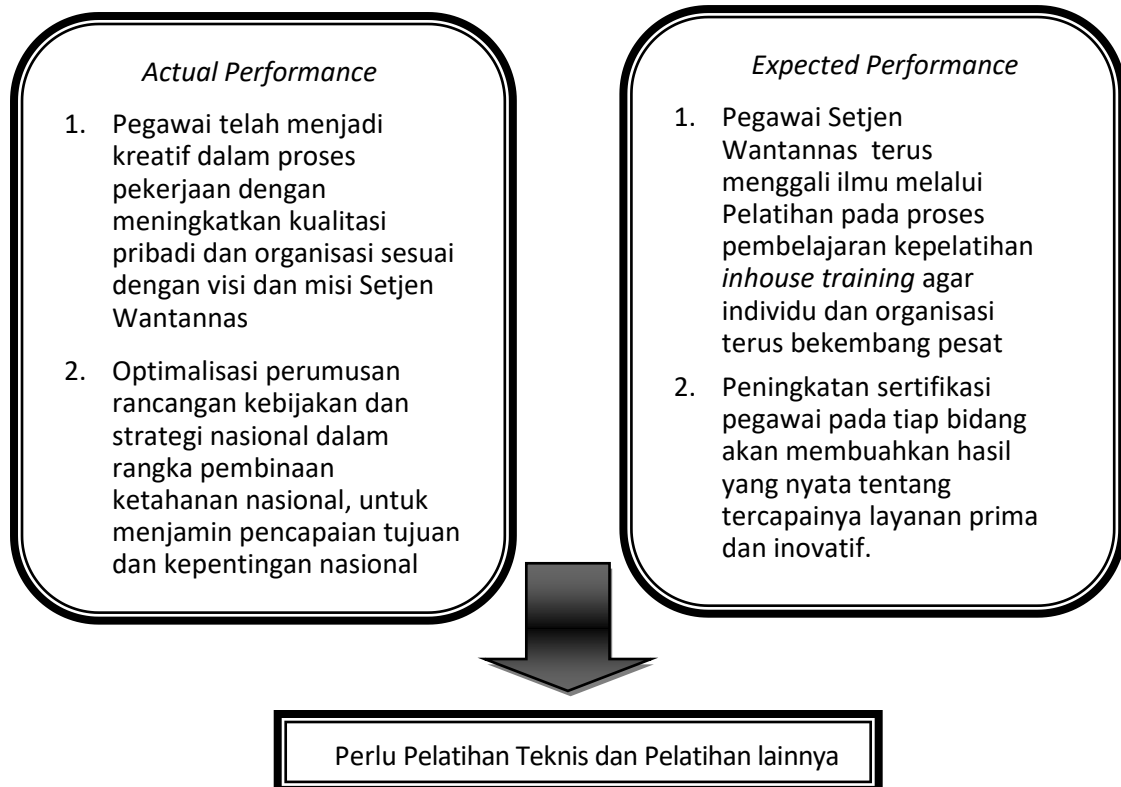 Actual Performance
1. Pegawai telah menjadi
kreatif dalam proses
pekerjaan dengan
meningkatkan kualitasi
pribadi dan organisasi sesuai
dengan visi dan misi Setjen
Wantannas
2. Optimalisasi perumusan
rancangan kebijakan dan
strategi nasional dalam
rangka pembinaan
ketahanan nasional, untuk
menjamin pencapaian tujuan
dan kepentingan nasional
Expected Performance
1. Pegawai Setjen
Wantannas terus
menggali ilmu melalui
Pelatihan pada proses
pembelajaran kepelatihan
inhouse training agar
individu dan organisasi
terus bekembang pesat
2. Peningkatan sertifikasi
pegawai pada tiap bidang
akan membuahkan hasil
yang nyata tentang
tercapainya layanan prima
dan inovatif.
Perlu Pelatihan Teknis dan Pelatihan lainnya